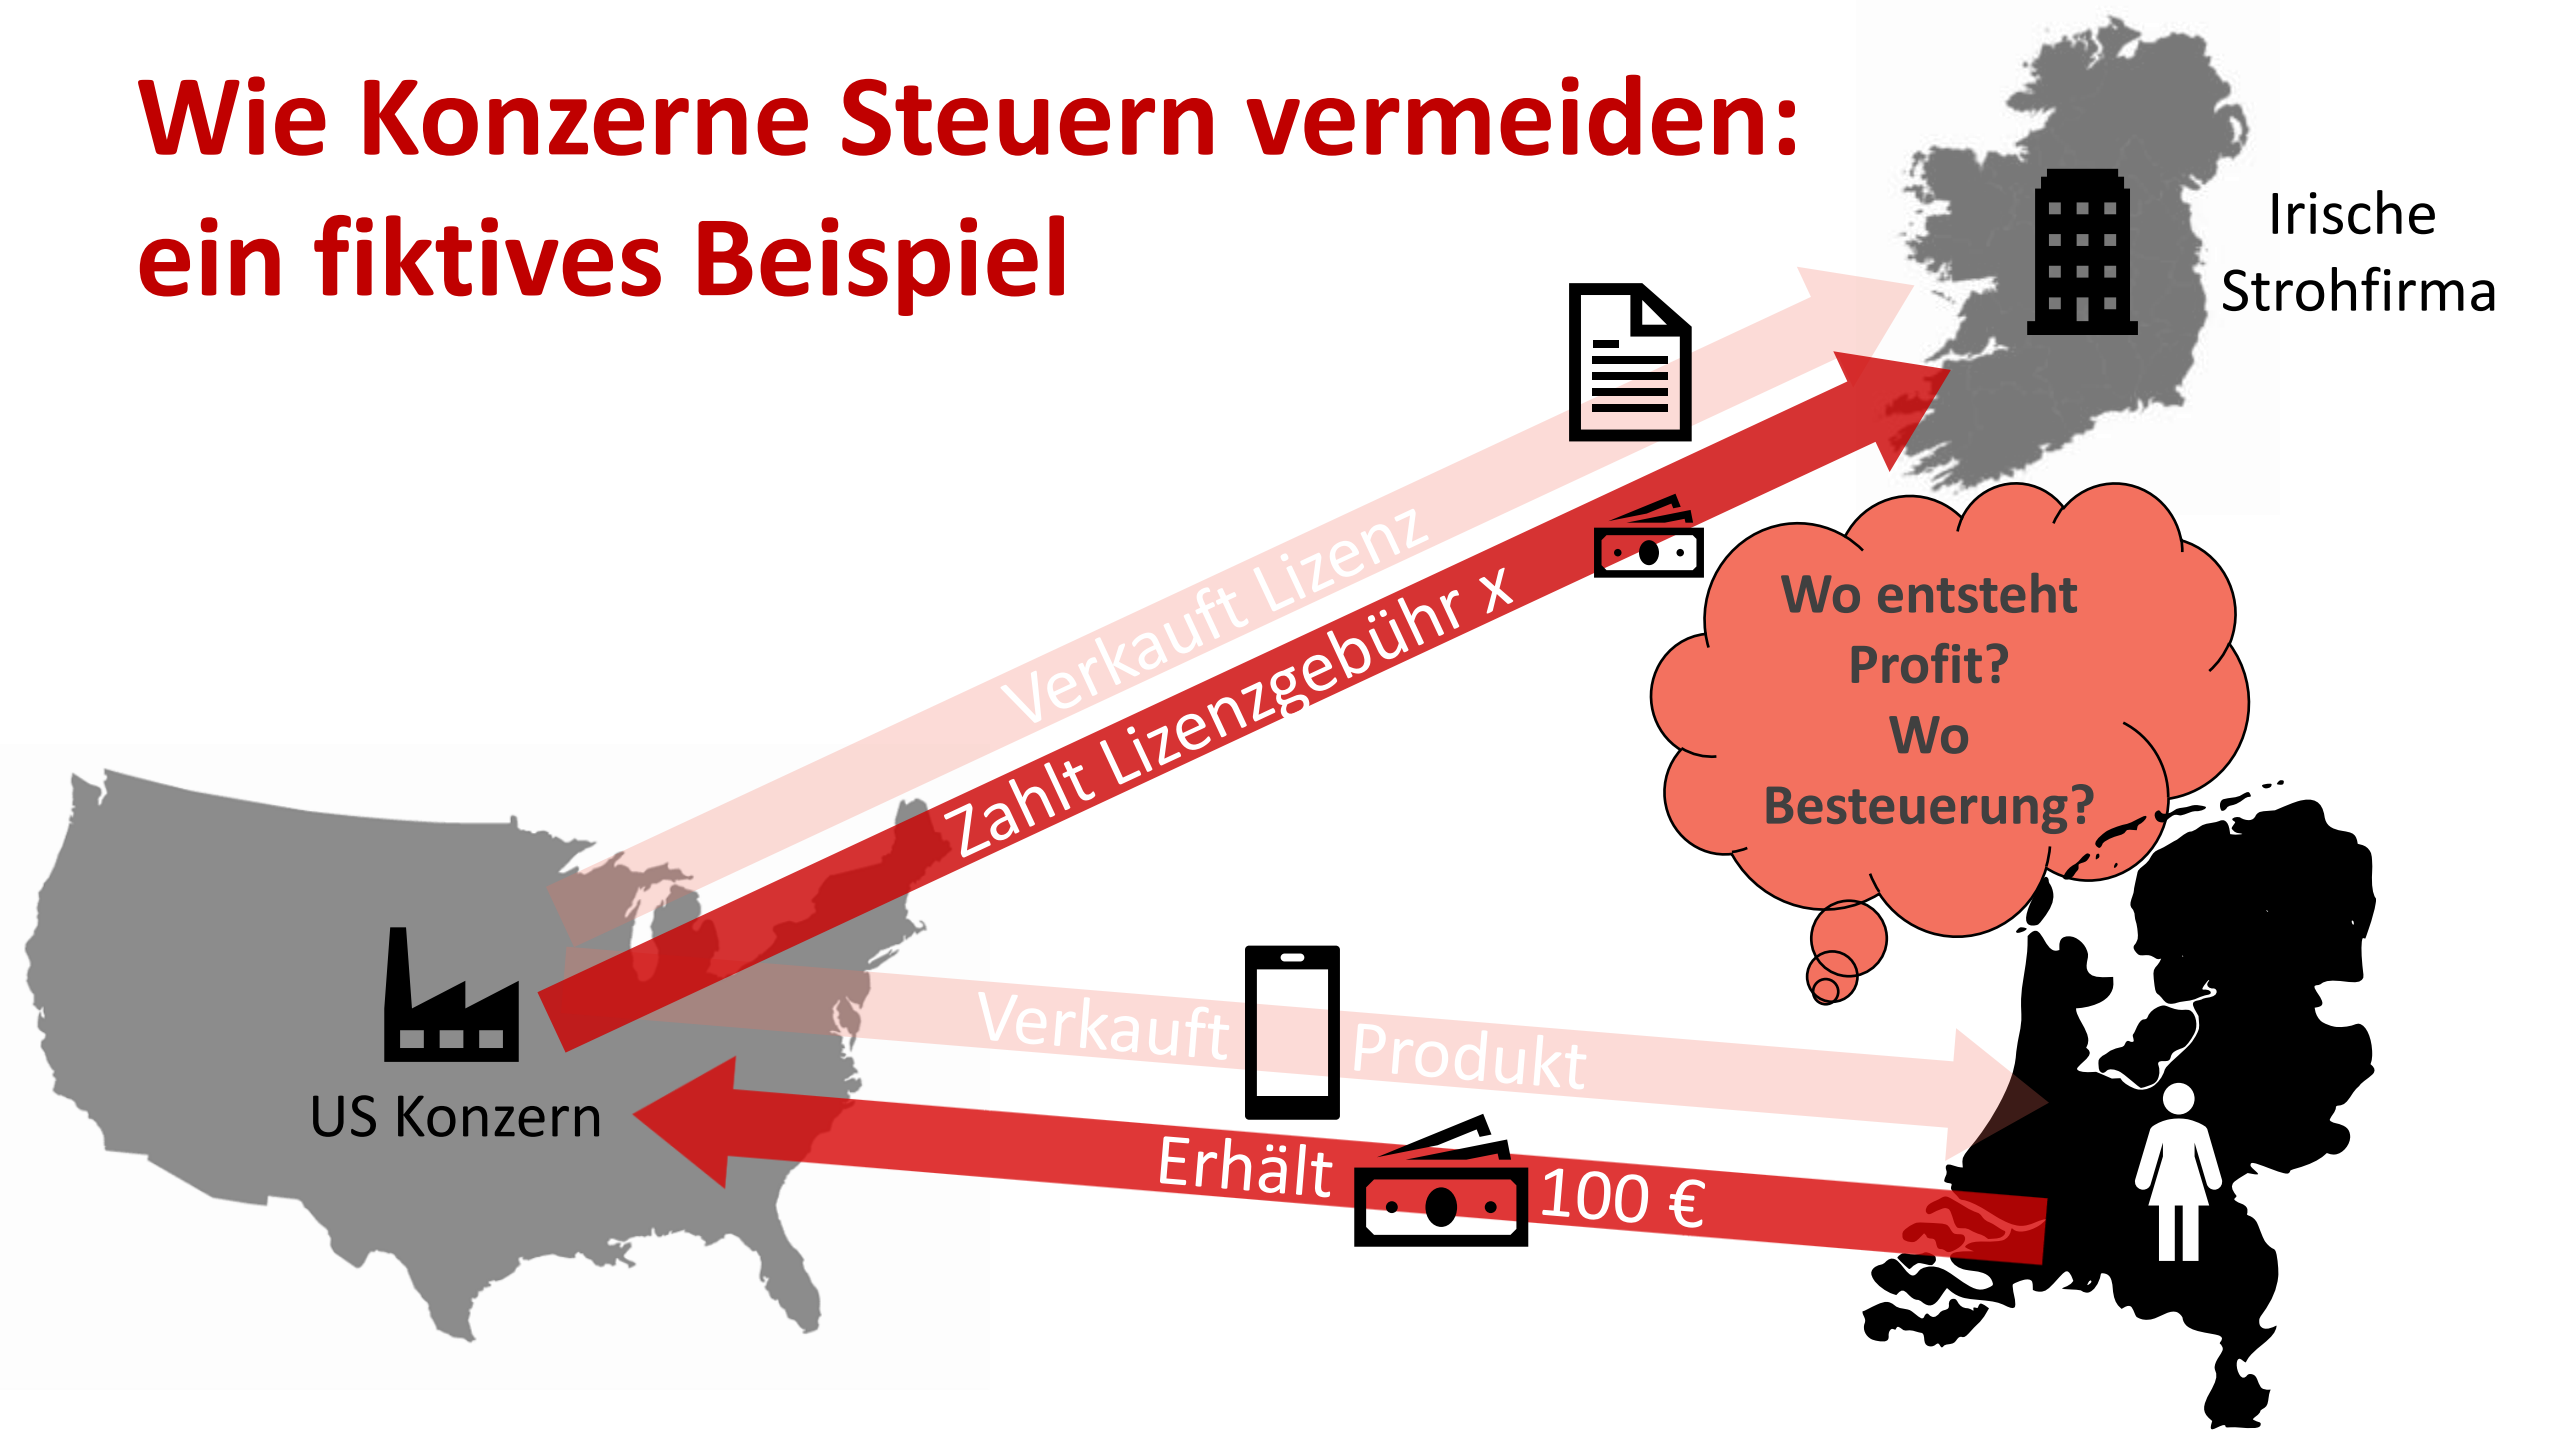 Wie Konzerne Steuern vermeiden:
ein fiktives Beispiel
Irische
Strohfirma
Verkauft Lizenz
Zahlt Lizenzgebühr x
Wo entsteht
Profit?
Wo
Besteuerung?
US Konzern
Verkauft Produkt
Erhält 100 €